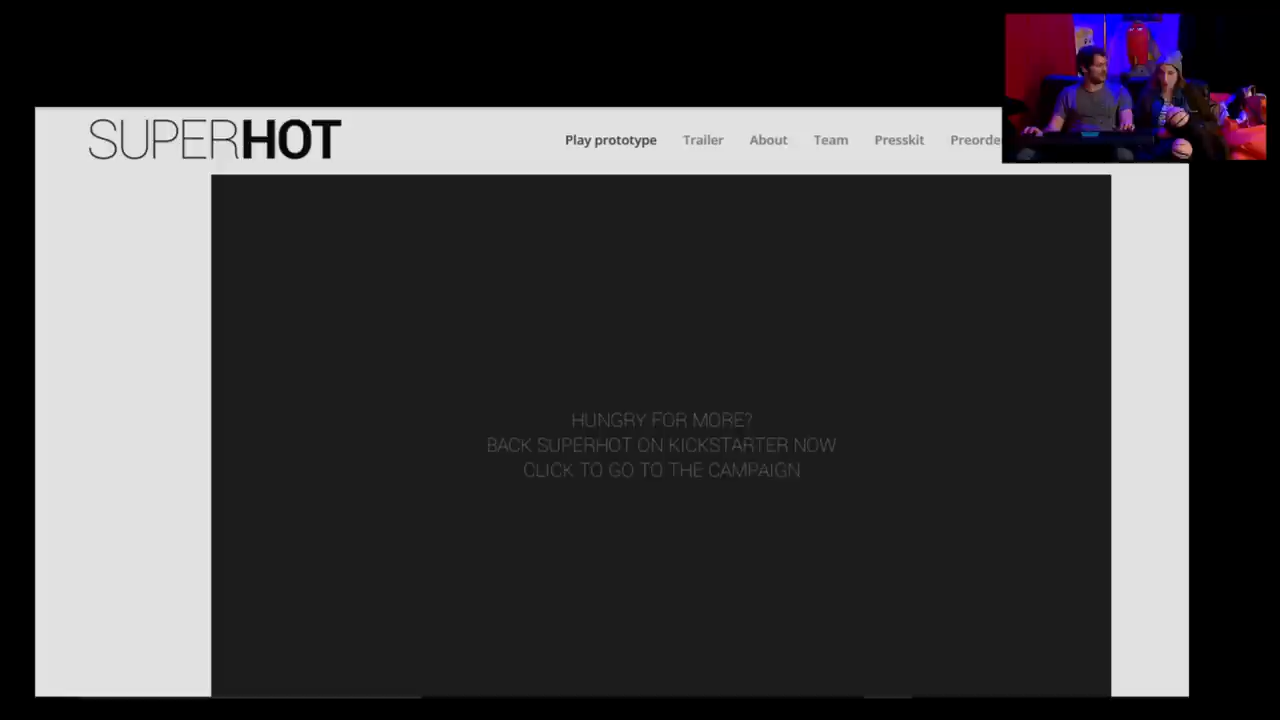 SUPERHOT
Play prototype Trailer About Team Presskit Preorde
HUNGRY FOR MORE?
BACK SUPERHOT ON KICKSTARTER NOW
CLICK TO GO TO THE CAMPAIGN